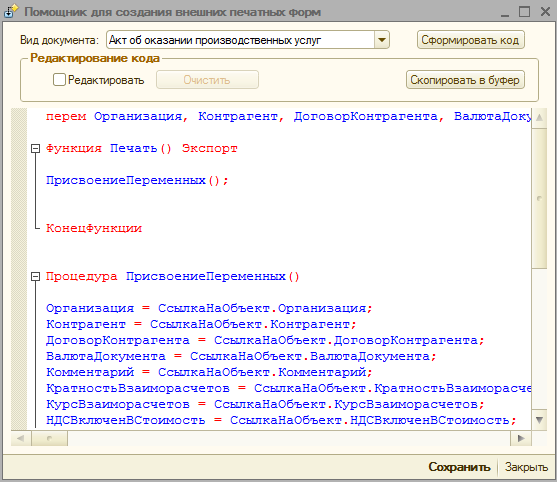 Помощник для создания внешних печатных форм
Вид документа: Акт об оказании производственных услуг Сформировать код
Редактирование кода
Редактировать Очистить Скопировать в буфер
перем Организация, Контрагент, ДоговорКонтрагента, ВалютаДоку
Функция Печать() Экспорт
ПрисвоениеПеременных();
КонецФункции
Процедура ПрисвоениеПеременных()
Организация = СсылкаНаОбъект.Организация;
Контрагент = СсылкаНаОбъект.Контрагент;
ДоговорКонтрагента = СсылкаНаОбъект.ДоговорКонтрагента;
ВалютаДокумента = СсылкаНаОбъект.ВалютаДокумента;
Комментарий = СсылкаНаОбъект.Комментарий;
КратностьВзаиморасчетов = СсылкаНаОбъект.КратностьВзаиморасче
КурсВзаиморасчетов = СсылкаНаОбъект.КурсВзаиморасчетов;
НДСВключенВСтоимость = СсылкаНаОбъект.НДСВключенВСтоимость;
Сохранить Закрыть